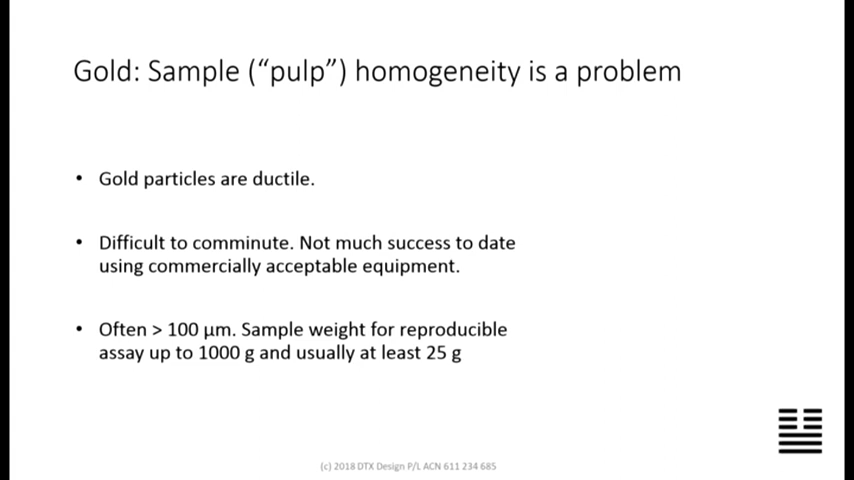 Gold: Sample (“pulp”) homogeneity is a problem
• Gold particles are ductile.
• Difficult to comminute. Not much success to date
using commercially acceptable equipment.
• Often > 100 µm. Sample weight for reproducible
assay up to 1000 g and usually at least 25 g
(c) 2018 DTX Design P/L ACN 611 234 685